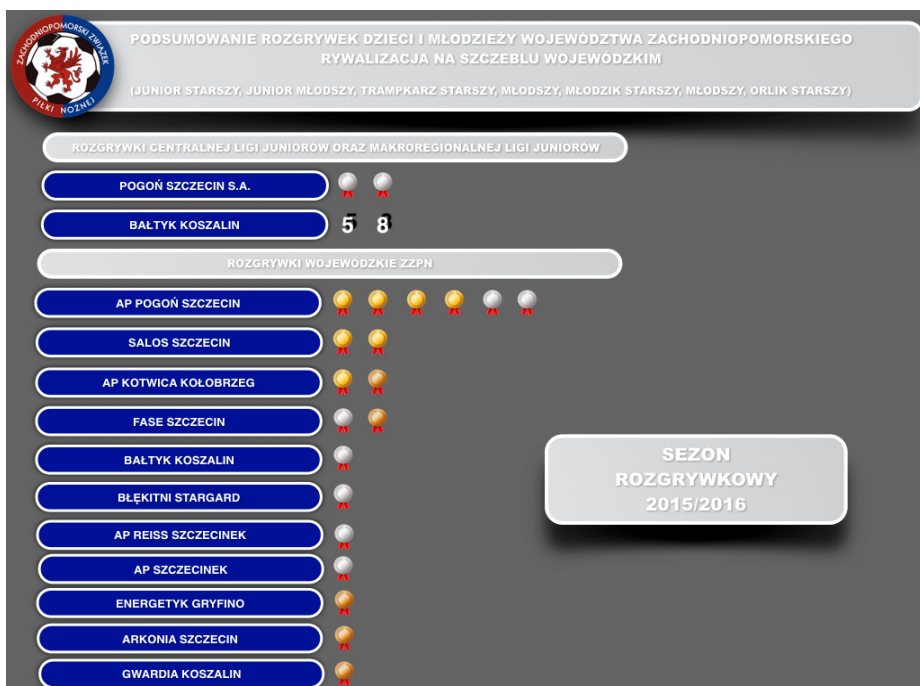 ZACHODNIOPOMORSKI ZWIĄZEK
PIŁKI NOŻNEJ
PODSUMOWANIE ROZGRYWEK DZIECI I MŁODZIEŻY WOJEWÓDZTWA ZACHODNIOPOMORSKIEGO
RYWALIZACJA NA SZCZEBLU WOJEWÓDZKIM
(JUNIOR STARSZY, JUNIOR MŁODSZY, TRAMPKARZ STARSZY, MŁODSZY, MŁODZIK STARSZY, MŁODSZY, ORLIK STARSZY)
ROZGRYWKI CENTRALNEJ LIGI JUNIORÓW ORAZ MAKROREGIONALNEJ LIGI JUNIORÓW
POGOŃ SZCZECIN S.A.
BAŁTYK KOSZALIN 5 8
ROZGRYWKI WOJEWÓDZKIE ZZPN
AP POGOŃ SZCZECIN
SALOS SZCZECIN
AP KOTWICA KOŁOBRZEG
FASE SZCZECIN
BAŁTYK KOSZALIN
BŁĘKITNI STARGARD
AP REISS SZCZECINEK
AP SZCZECINEK
ENERGETYK GRYFINO
ARKONIA SZCZECIN
GWARDIA KOSZALIN
SEZON
ROZGRYWKOWY
2015/2016